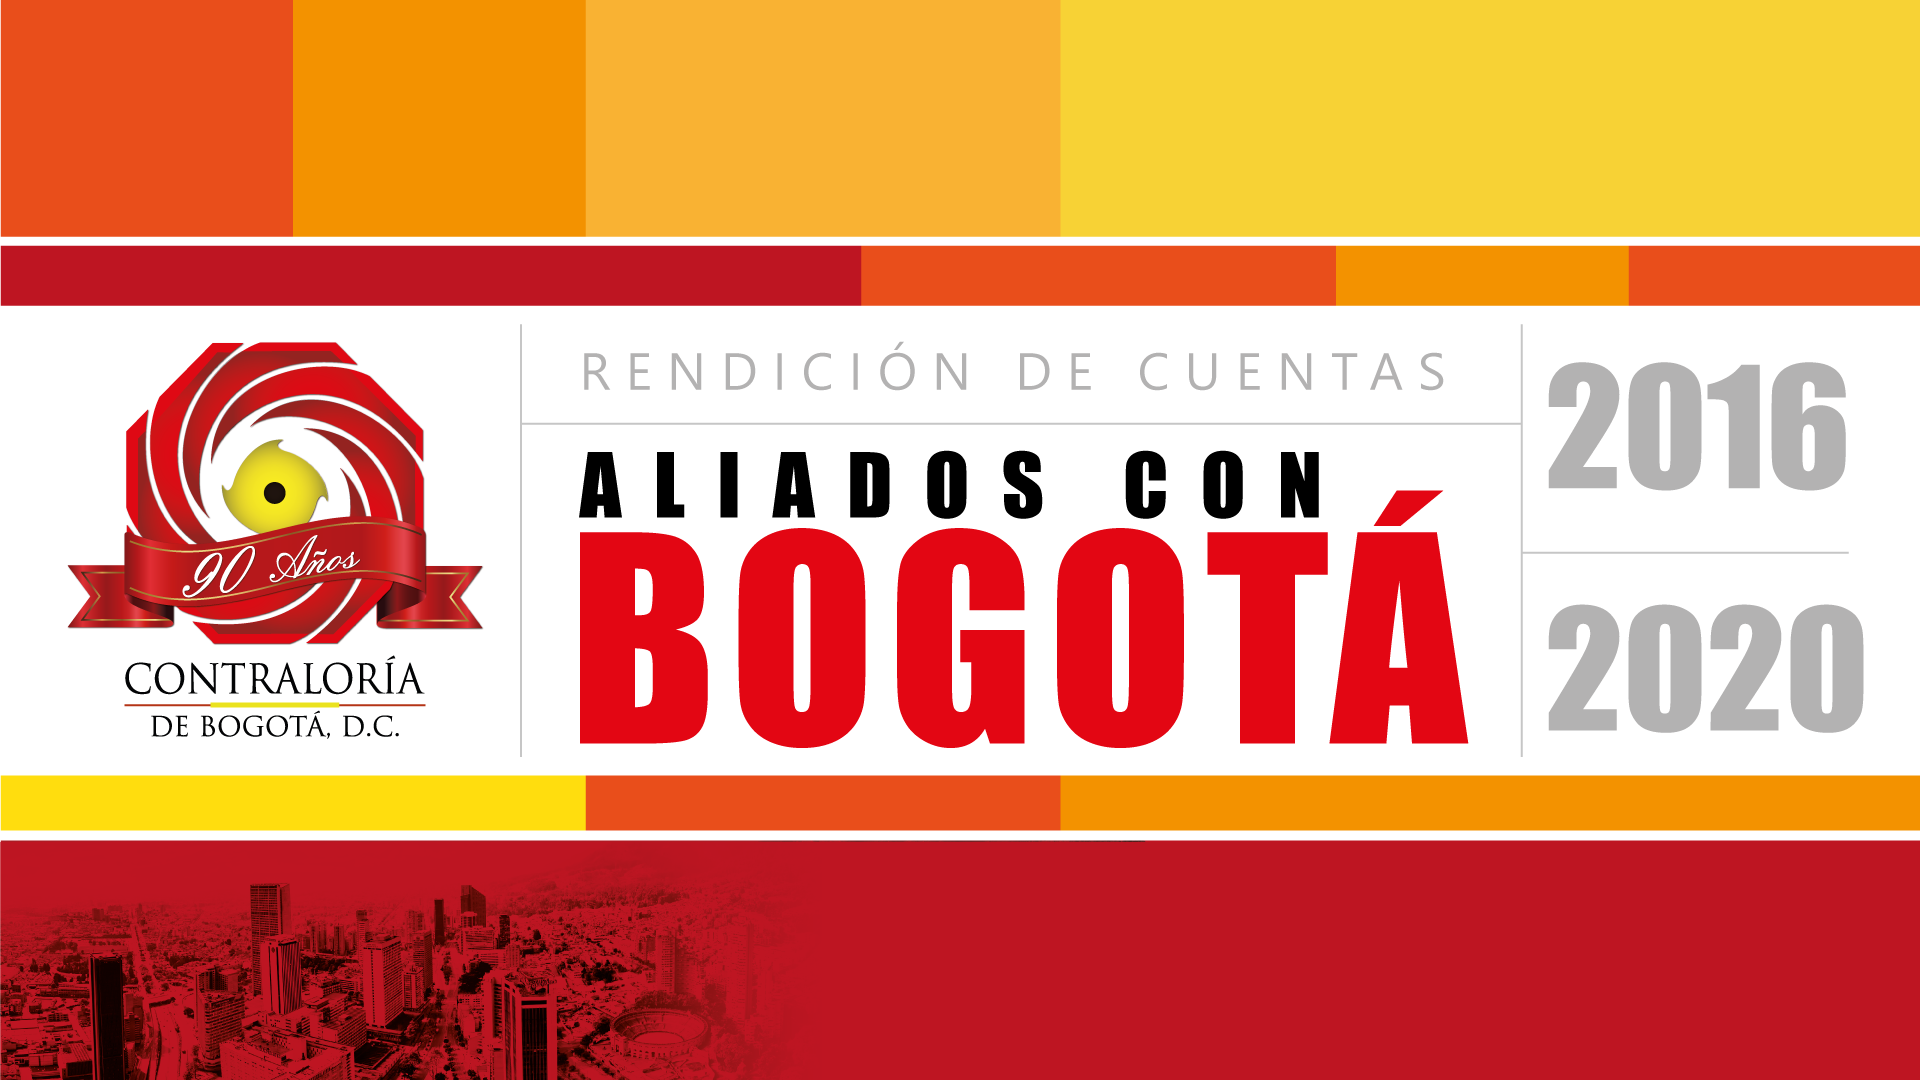 90 Años
CONTRALORÍA
DE BOGOTÁ, D.C.
RENDICIÓN DE CUENTAS
ALIADOS CON
BOGOTÁ
2016
2020